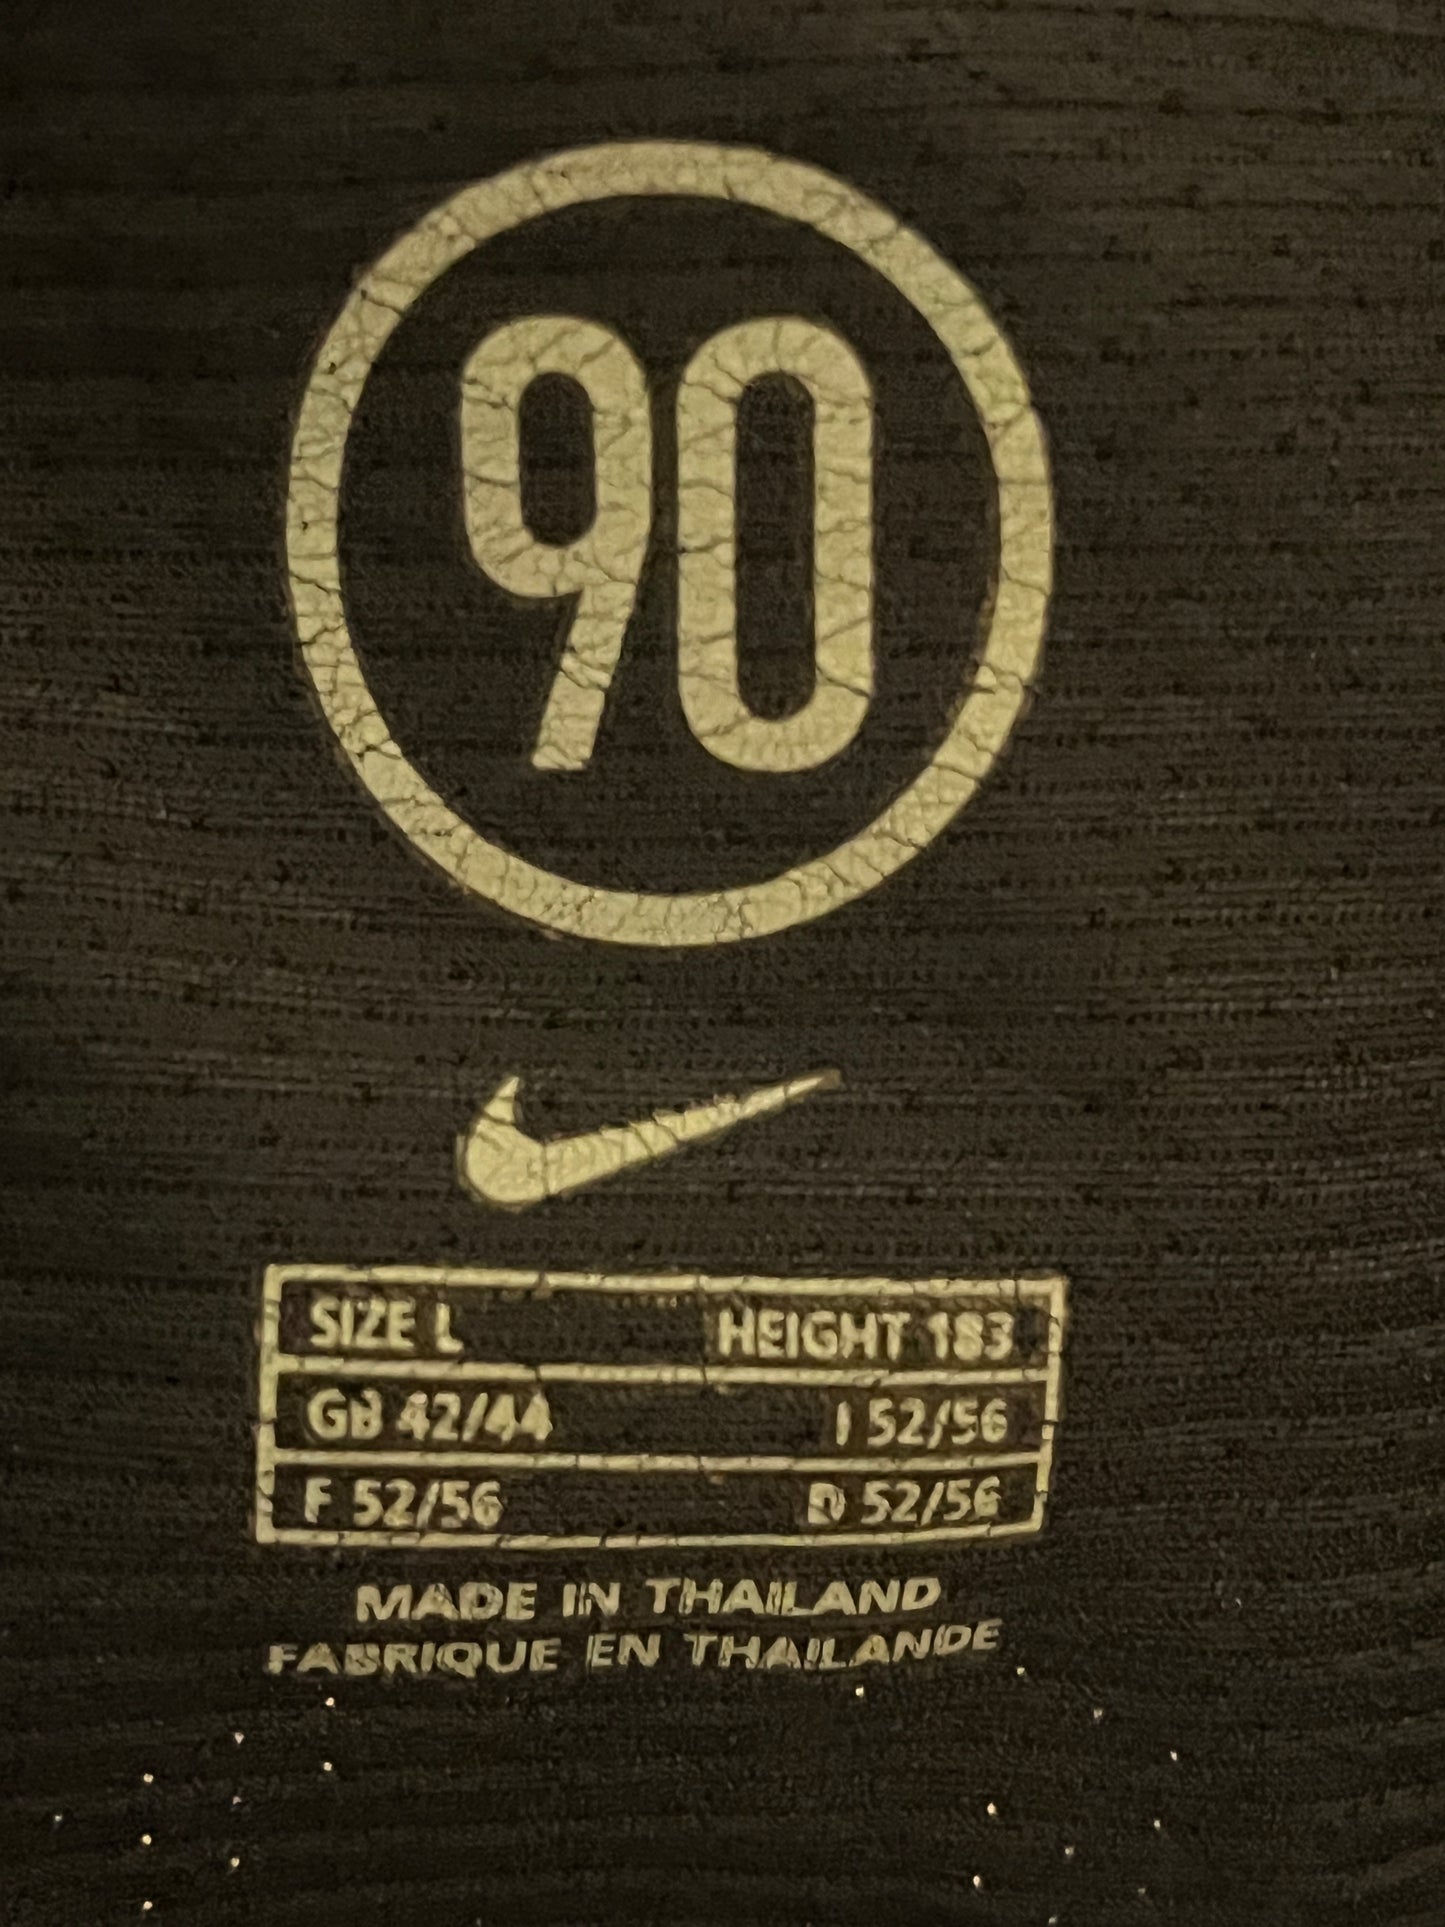 90
SIZE L HEIGHT 183
GB 42/44 I 52/56
F 52/56 D 52/56
MADE IN THAILAND
FABRIQUE EN THAILANDE